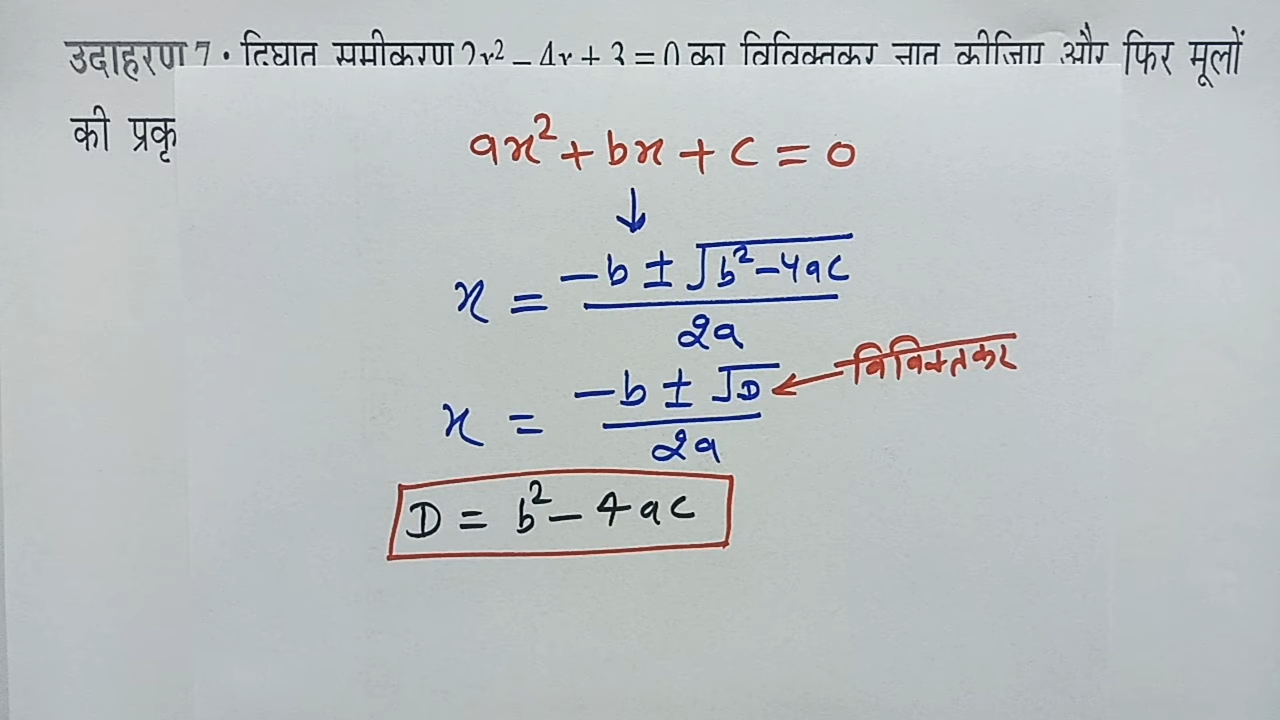 उदाहरण 7 . द्विघात समीकरण 2x² – 4x + 3 = 0 का विविक्तकर ज्ञात कीजिए और फिर मूलों
की प्रकृ
ax² + bx + c = 0
↓
x = (-b ± √(b² - 4ac)) / 2a
x = (-b ± √D) / 2a ← विविक्तकर
D = b² - 4ac